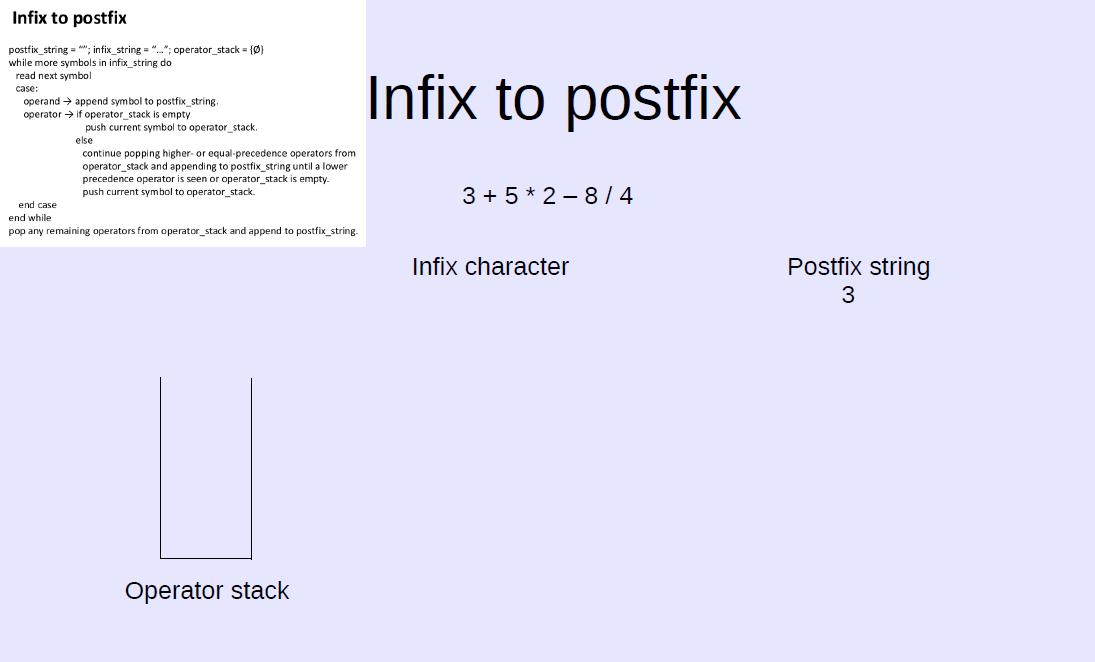 Infix to postfix
postfix_string = “”; infix_string = “...”; operator_stack = {Ø}
while more symbols in infix_string do
read next symbol
case:
operand → append symbol to postfix_string.
operator → if operator_stack is empty
push current symbol to operator_stack.
else
continue popping higher- or equal-precedence operators from
operator_stack and appending to postfix_string until a lower
precedence operator is seen or operator_stack is empty.
push current symbol to operator_stack.
end case
end while
pop any remaining operators from operator_stack and append to postfix_string.
Infix to postfix
3 + 5 * 2 – 8 / 4
Infix character
Postfix string
3
Operator stack